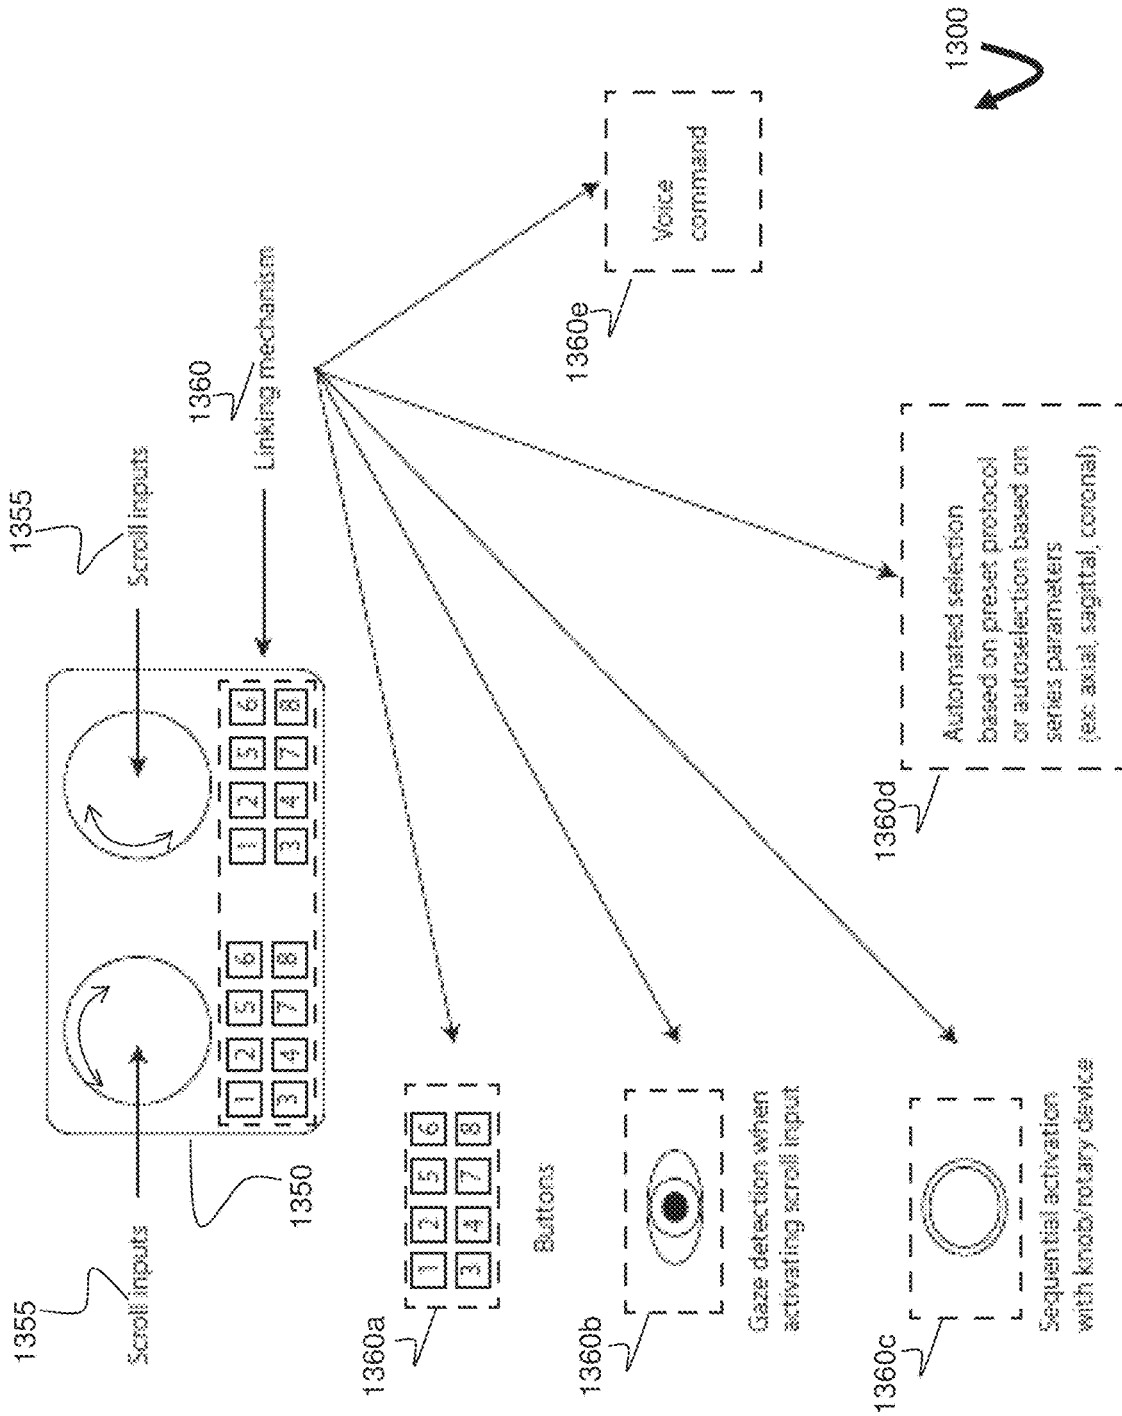 1355
Scroll inputs
1355
Scroll inputs
1350
1 2 5 6
3 4 7 8
1 2 5 6
3 4 7 8
1360
Linking mechanism
1360a
1 2 5 6
3 4 7 8
Buttons
1360b
Gaze detection when
activating scroll input
1360c
Sequential activation
with knob/rotary device
1360d
Automated selection
based on preset protocol
or autoselection based on
series parameters
(ex: axial, sagittal, coronal)
1360e
Voice
command
1300